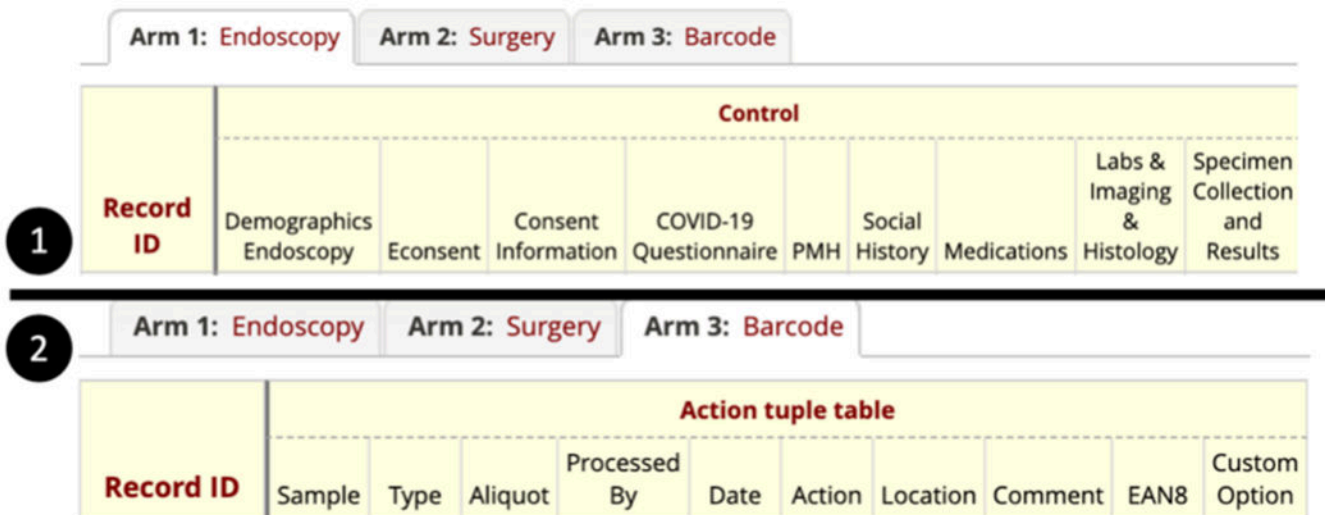 Arm 1: Endoscopy Arm 2: Surgery Arm 3: Barcode
Control
Record ID
Demographics Endoscopy
Econsent
Consent Information
COVID-19 Questionnaire
PMH
Social History
Medications
Labs & Imaging & Histology
Specimen Collection and Results
1
Arm 1: Endoscopy Arm 2: Surgery Arm 3: Barcode
2
Action tuple table
Record ID
Sample
Type
Aliquot
Processed By
Date
Action
Location
Comment
EAN8
Custom Option